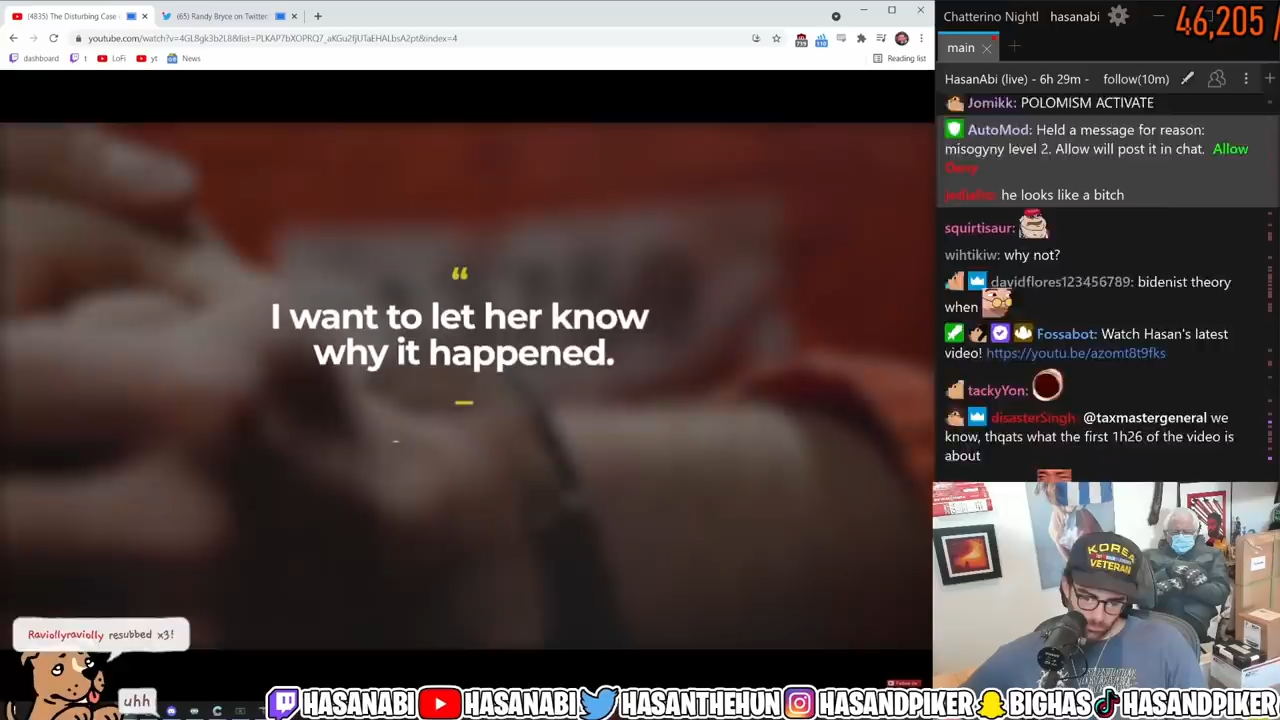 (4835) The Disturbing Case
(65) Randy Bryce on Twitter:
youtube.com/watch?v=4GL8gk3b2L8&list=PLKAP7bXOPRQ7_aKGu2fjUTaEHALbsA2pt&index=4
dashboard
t
LoFi
yt
News
Reading list
“
I want to let her know
why it happened.
Raviollyraviolly resubbed x3!
uhh
Chatterino Nightl
hasanabi
46,205 /
main
HasanAbi (live) - 6h 29m -
follow(10m)
Jomikk: POLOMISM ACTIVATE
AutoMod: Held a message for reason:
misogyny level 2. Allow will post it in chat. Allow
Deny
he looks like a bitch
squirtisaur:
wihtikiw: why not?
davidflores123456789: bidenist theory
when
Fossabot: Watch Hasan's latest
video! https://youtu.be/azomt8t9fks
tackyYon:
disasterSingh @taxmastergeneral we
know, thqats what the first 1h26 of the video is
about
KOREA
VETERAN
HASANABI
HASANABI
HASANTHEHUN
HASANDPIKER
BIGHAS
HASANDPIKER